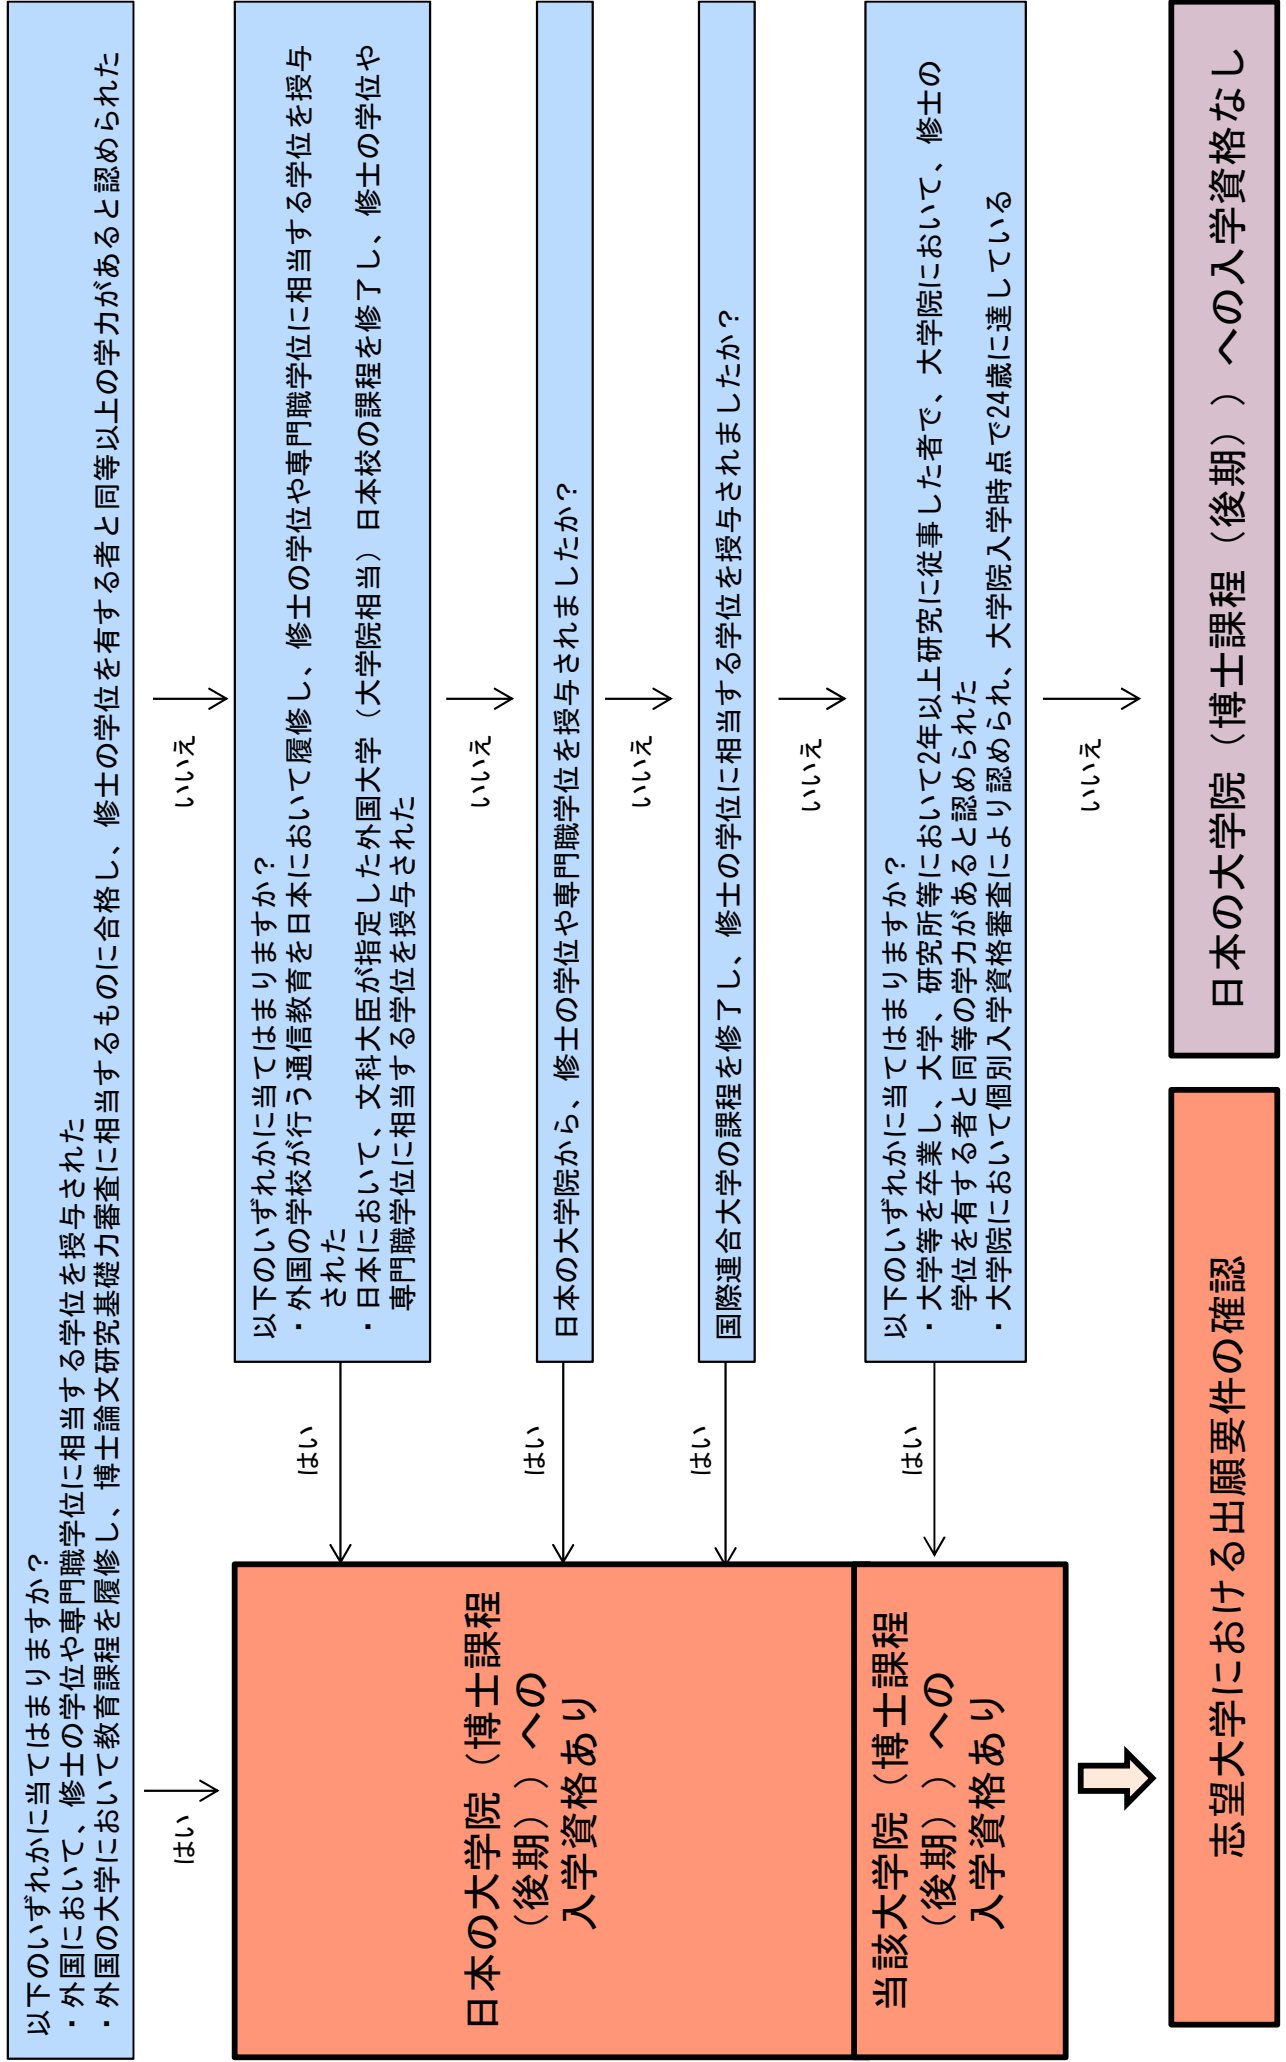 以下のいずれかに当てはまりますか？
・外国において、修士の学位や専門職学位に相当する学位を授与された
・外国の大学において教育課程を履修し、博士論文研究基礎力審査に相当するものに合格し、修士の学位を有する者と同等以上の学力があると認められた
はい
いいえ
以下のいずれかに当てはまりますか？
・外国の学校が行う通信教育を日本において履修し、修士の学位や専門職学位に相当する学位を授与
された
・日本において、文科大臣が指定した外国大学（大学院相当）日本校の課程を修了し、修士の学位や
専門職学位に相当する学位を授与された
はい
いいえ
日本の大学院から、修士の学位や専門職学位を授与されましたか？
はい
いいえ
国際連合大学の課程を修了し、修士の学位に相当する学位を授与されましたか？
はい
いいえ
以下のいずれかに当てはまりますか？
・大学等を卒業し、大学、研究所等において2年以上研究に従事した者で、大学院において、修士の
学位を有する者と同等の学力があると認められた
・大学院において個別入学資格審査により認められ、大学院入学時点で24歳に達している
はい
いいえ
日本の大学院（博士課程
（後期））への
入学資格あり
当該大学院（博士課程
（後期））への
入学資格あり
志望大学における出願要件の確認
日本の大学院（博士課程（後期））への入学資格なし